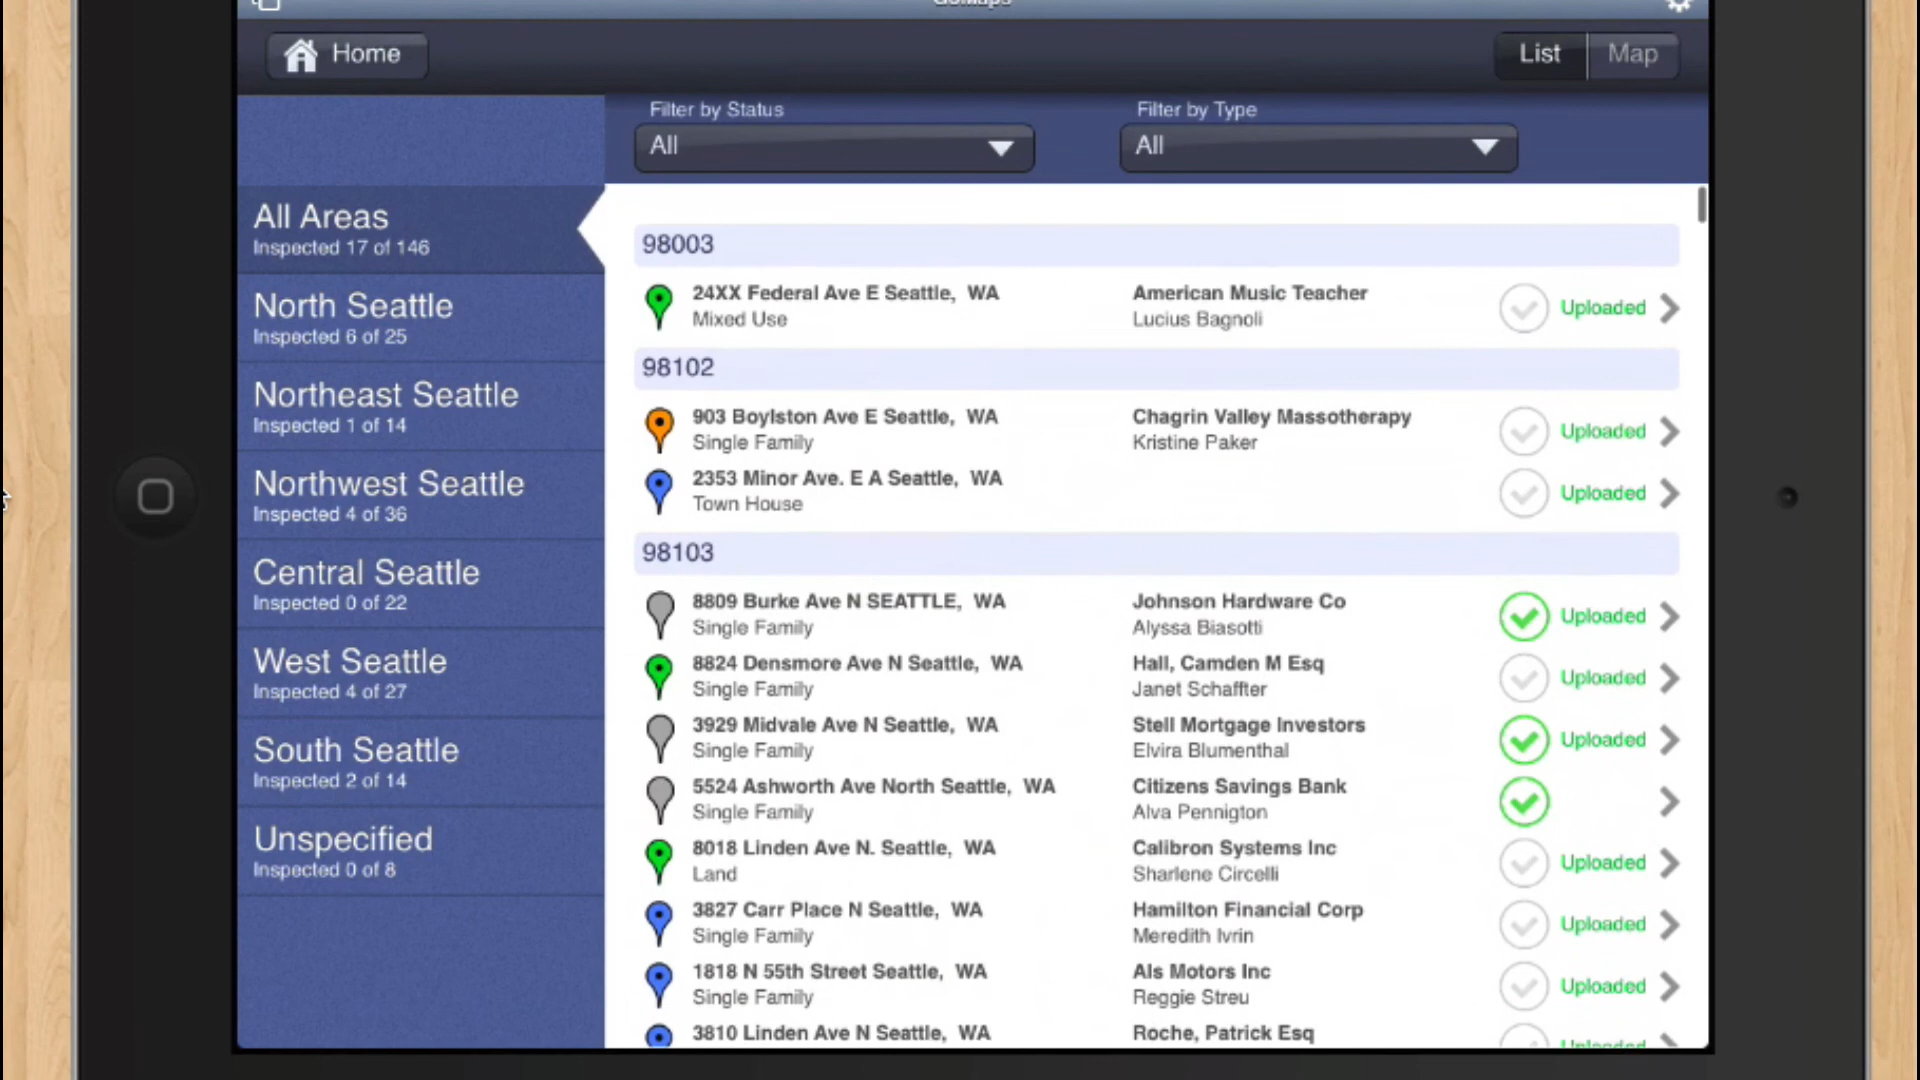 GoMaps
Home
List
Map
Filter by Status
Filter by Type
All
All
All Areas
Inspected 17 of 146
North Seattle
Inspected 6 of 25
Northeast Seattle
Inspected 1 of 14
Northwest Seattle
Inspected 4 of 36
Central Seattle
Inspected 0 of 22
West Seattle
Inspected 4 of 27
South Seattle
Inspected 2 of 14
Unspecified
Inspected 0 of 8
98003
24XX Federal Ave E Seattle, WA
Mixed Use
American Music Teacher
Lucius Bagnoli
Uploaded
98102
903 Boylston Ave E Seattle, WA
Single Family
Chagrin Valley Massotherapy
Kristine Paker
Uploaded
2353 Minor Ave. E A Seattle, WA
Town House
Uploaded
98103
8809 Burke Ave N SEATTLE, WA
Single Family
Johnson Hardware Co
Alyssa Biasotti
Uploaded
8824 Densmore Ave N Seattle, WA
Single Family
Hall, Camden M Esq
Janet Schaffter
Uploaded
3929 Midvale Ave N Seattle, WA
Single Family
Stell Mortgage Investors
Elvira Blumenthal
Uploaded
5524 Ashworth Ave North Seattle, WA
Single Family
Citizens Savings Bank
Alva Pennigton
8018 Linden Ave N. Seattle, WA
Land
Calibron Systems Inc
Sharlene Circelli
Uploaded
3827 Carr Place N Seattle, WA
Single Family
Hamilton Financial Corp
Meredith Ivrin
Uploaded
1818 N 55th Street Seattle, WA
Single Family
Als Motors Inc
Reggie Streu
Uploaded
3810 Linden Ave N Seattle, WA
Roche, Patrick Esq
Uploaded